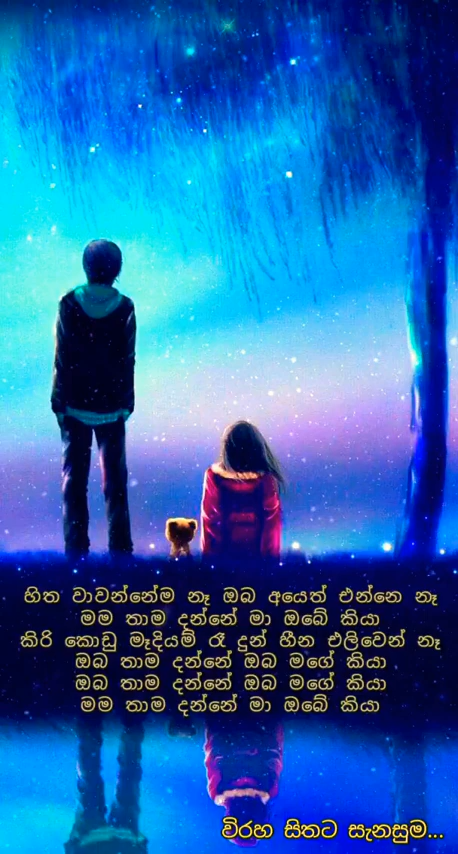 හිත වාවන්නේම නෑ ඔබ අයෙත් එන්නෙ නෑ
මම තාම දන්නේ මා ඔබේ කියා
කිරි කොඩු මැදියම් රෑ දුන් හීන එලිවෙන් නෑ
ඔබ තාම දන්නේ ඔබ මගේ කියා
ඔබ තාම දන්නේ ඔබ මගේ කියා
මම තාම දන්නේ මා ඔබේ කියා
විරහ සිතට සැනසුම...